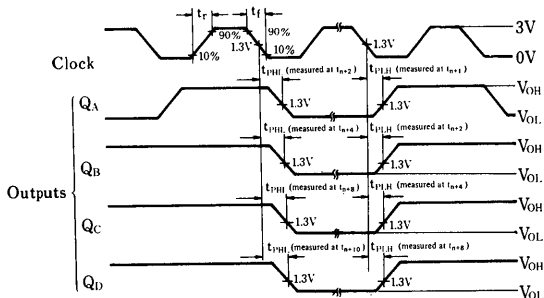 tr tf
90% 90% 3V
1.3V 1.3V
10% 10% 0V
Clock
tPHL (measured at tn+2) tPLH (measured at tn+1)
QA VOH
1.3V 1.3V
VOL
tPHL (measured at tn+4) tPLH (measured at tn+2)
QB VOH
1.3V 1.3V
VOL
Outputs
tPHL (measured at tn+8) tPLH (measured at tn+4)
QC VOH
1.3V 1.3V
VOL
tPHL (measured at tn+10) tPLH (measured at tn+8)
QD VOH
1.3V 1.3V
VOL